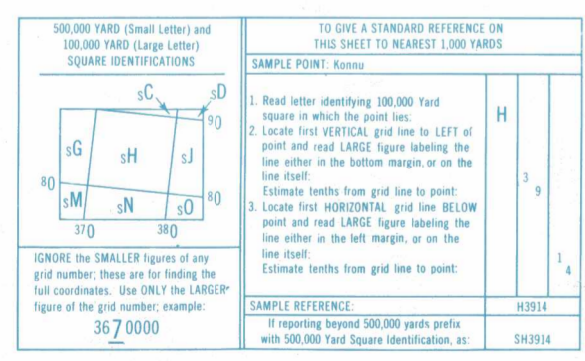 500,000 YARD (Small Letter) and
100,000 YARD (Large Letter)
SQUARE IDENTIFICATIONS
sC sD
90
sG sH sJ
80
sM sN sO 80
370 380
IGNORE the SMALLER figures of any
grid number; these are for finding the
full coordinates. Use ONLY the LARGER
figure of the grid number; example:
3670000
TO GIVE A STANDARD REFERENCE ON
THIS SHEET TO NEAREST 1,000 YARDS
SAMPLE POINT: Konnu
1. Read letter identifying 100,000 Yard
square in which the point lies:
H
2. Locate first VERTICAL grid line to LEFT of
point and read LARGE figure labeling the
line either in the bottom margin, or on the
line itself:
3
Estimate tenths from grid line to point:
9
3. Locate first HORIZONTAL grid line BELOW
point and read LARGE figure labeling the
line either in the left margin, or on the
line itself:
1
Estimate tenths from grid line to point:
4
SAMPLE REFERENCE: H3914
If reporting beyond 500,000 yards prefix
with 500,000 Yard Square Identification, as:
SH3914